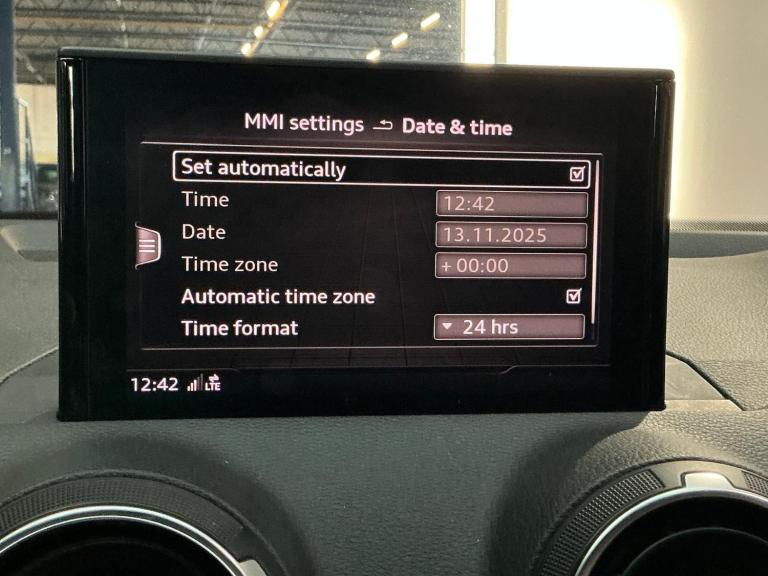 MMI settings Date & time
Set automatically
Time 12:42
Date 13.11.2025
Time zone + 00:00
Automatic time zone
Time format 24 hrs
12:42 LTE